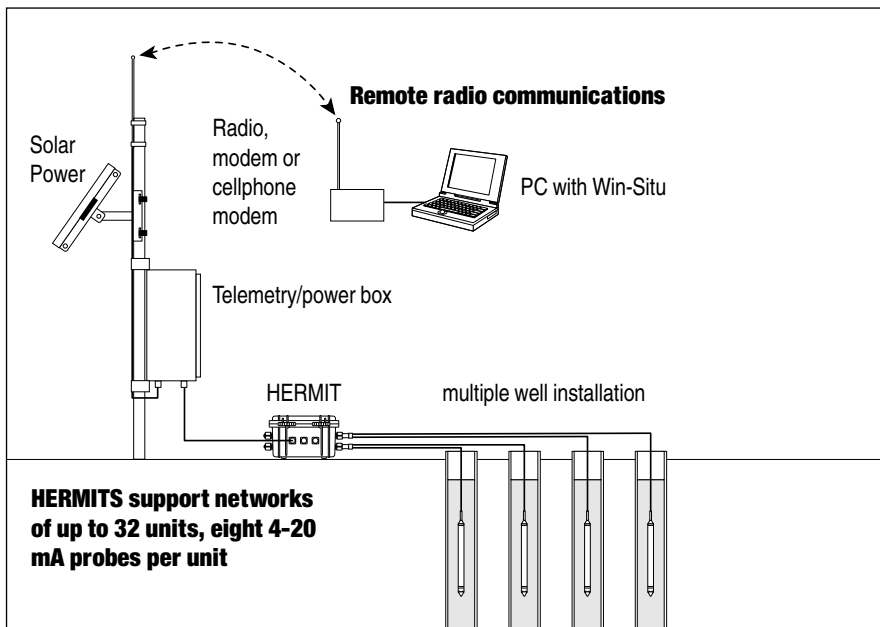 Remote radio communications
Solar
Power
Radio,
modem or
cellphone
modem
PC with Win-Situ
Telemetry/power box
HERMIT
multiple well installation
HERMITS support networks
of up to 32 units, eight 4-20
mA probes per unit